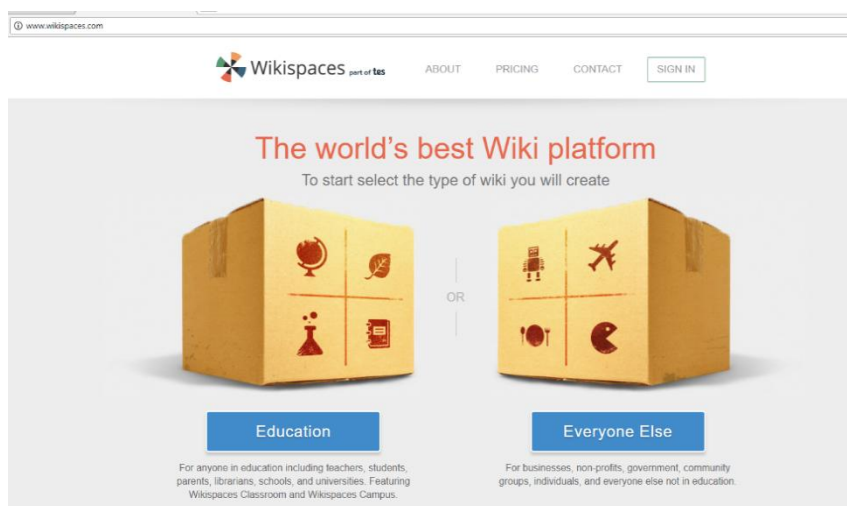 www.wikispaces.com
Wikispaces part of tes
ABOUT
PRICING
CONTACT
SIGN IN
The world's best Wiki platform
To start select the type of wiki you will create
OR
Education
Everyone Else
For anyone in education including teachers, students,
parents, librarians, schools, and universities. Featuring
Wikispaces Classroom and Wikispaces Campus.
For businesses, non-profits, government, community
groups, individuals, and everyone else not in education.